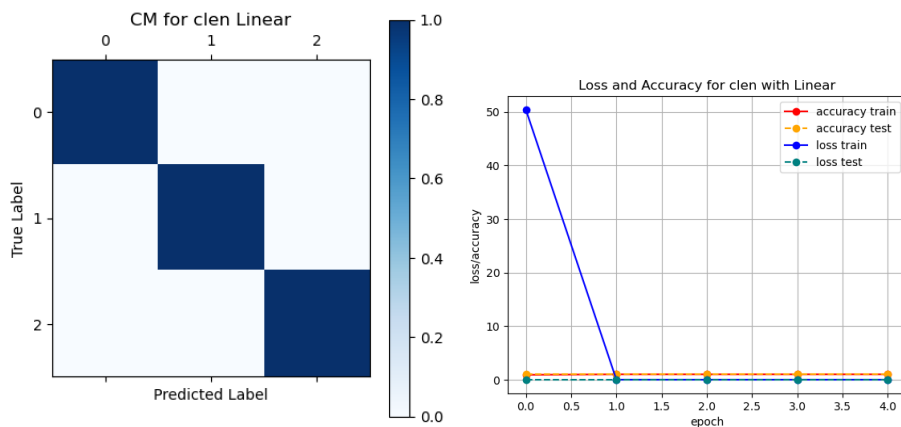 CM for clen Linear
0 1 2
0
1
2
True Label
Predicted Label
1.0
0.8
0.6
0.4
0.2
0.0
Loss and Accuracy for clen with Linear
accuracy train
accuracy test
loss train
loss test
50
40
30
20
10
0
loss/accuracy
0.0 0.5 1.0 1.5 2.0 2.5 3.0 3.5 4.0
epoch